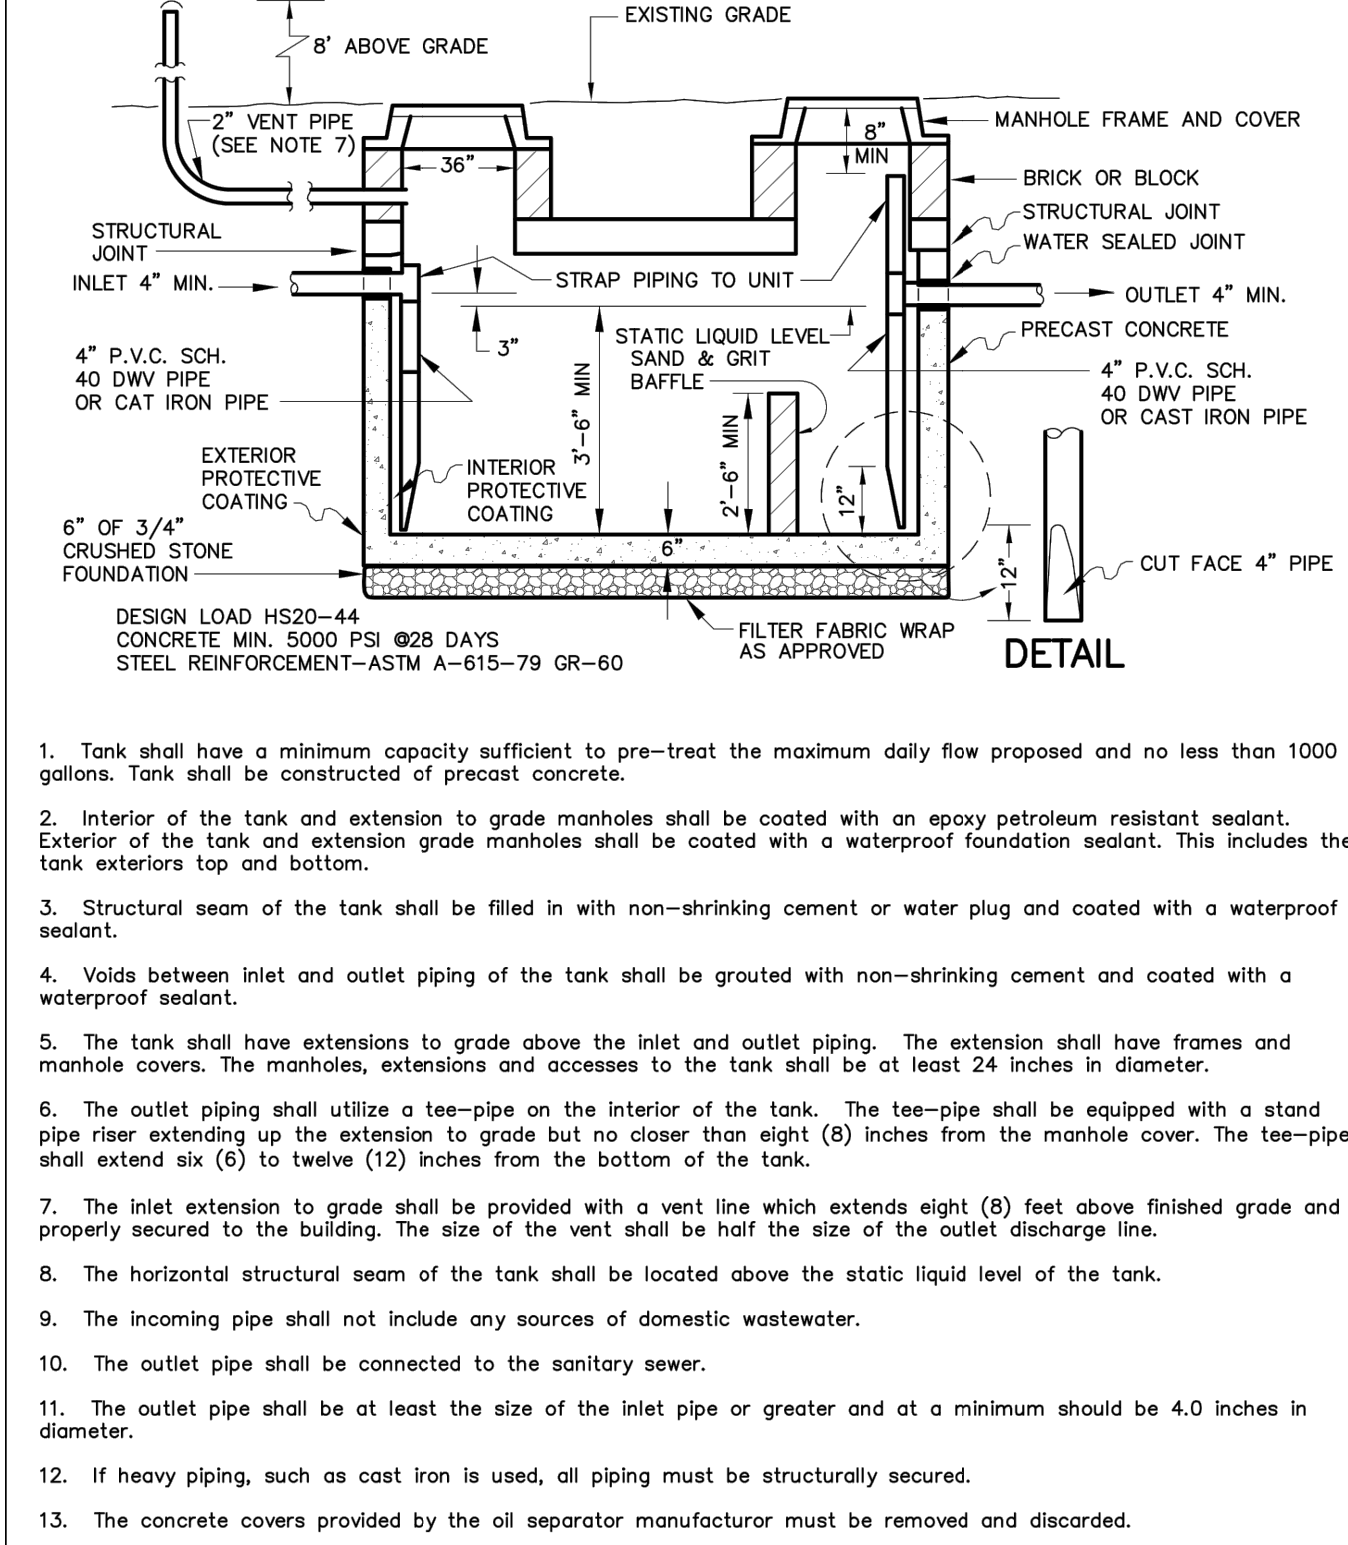 EXISTING GRADE
8' ABOVE GRADE
2" VENT PIPE
(SEE NOTE 7)
36"
8"
MIN
MANHOLE FRAME AND COVER
BRICK OR BLOCK
STRUCTURAL
JOINT
STRUCTURAL JOINT
WATER SEALED JOINT
INLET 4" MIN.
STRAP PIPING TO UNIT
OUTLET 4" MIN.
3"
STATIC LIQUID LEVEL
SAND & GRIT
BAFFLE
PRECAST CONCRETE
4" P.V.C. SCH.
40 DWV PIPE
OR CAT IRON PIPE
3'-6" MIN
2'-6" MIN
4" P.V.C. SCH.
40 DWV PIPE
OR CAST IRON PIPE
EXTERIOR
PROTECTIVE
COATING
INTERIOR
PROTECTIVE
COATING
12"
6" OF 3/4"
CRUSHED STONE
FOUNDATION
6"
12"
CUT FACE 4" PIPE
DESIGN LOAD HS20-44
CONCRETE MIN. 5000 PSI @28 DAYS
STEEL REINFORCEMENT-ASTM A-615-79 GR-60
FILTER FABRIC WRAP
AS APPROVED
DETAIL
1. Tank shall have a minimum capacity sufficient to pre-treat the maximum daily flow proposed and no less than 1000
gallons. Tank shall be constructed of precast concrete.
2. Interior of the tank and extension to grade manholes shall be coated with an epoxy petroleum resistant sealant.
Exterior of the tank and extension grade manholes shall be coated with a waterproof foundation sealant. This includes the
tank exteriors top and bottom.
3. Structural seam of the tank shall be filled in with non-shrinking cement or water plug and coated with a waterproof
sealant.
4. Voids between inlet and outlet piping of the tank shall be grouted with non-shrinking cement and coated with a
waterproof sealant.
5. The tank shall have extensions to grade above the inlet and outlet piping. The extension shall have frames and
manhole covers. The manholes, extensions and accesses to the tank shall be at least 24 inches in diameter.
6. The outlet piping shall utilize a tee-pipe on the interior of the tank. The tee-pipe shall be equipped with a stand
pipe riser extending up the extension to grade but no closer than eight (8) inches from the manhole cover. The tee-pipe
shall extend six (6) to twelve (12) inches from the bottom of the tank.
7. The inlet extension to grade shall be provided with a vent line which extends eight (8) feet above finished grade and
properly secured to the building. The size of the vent shall be half the size of the outlet discharge line.
8. The horizontal structural seam of the tank shall be located above the static liquid level of the tank.
9. The incoming pipe shall not include any sources of domestic wastewater.
10. The outlet pipe shall be connected to the sanitary sewer.
11. The outlet pipe shall be at least the size of the inlet pipe or greater and at a minimum should be 4.0 inches in
diameter.
12. If heavy piping, such as cast iron is used, all piping must be structurally secured.
13. The concrete covers provided by the oil separator manufacturor must be removed and discarded.